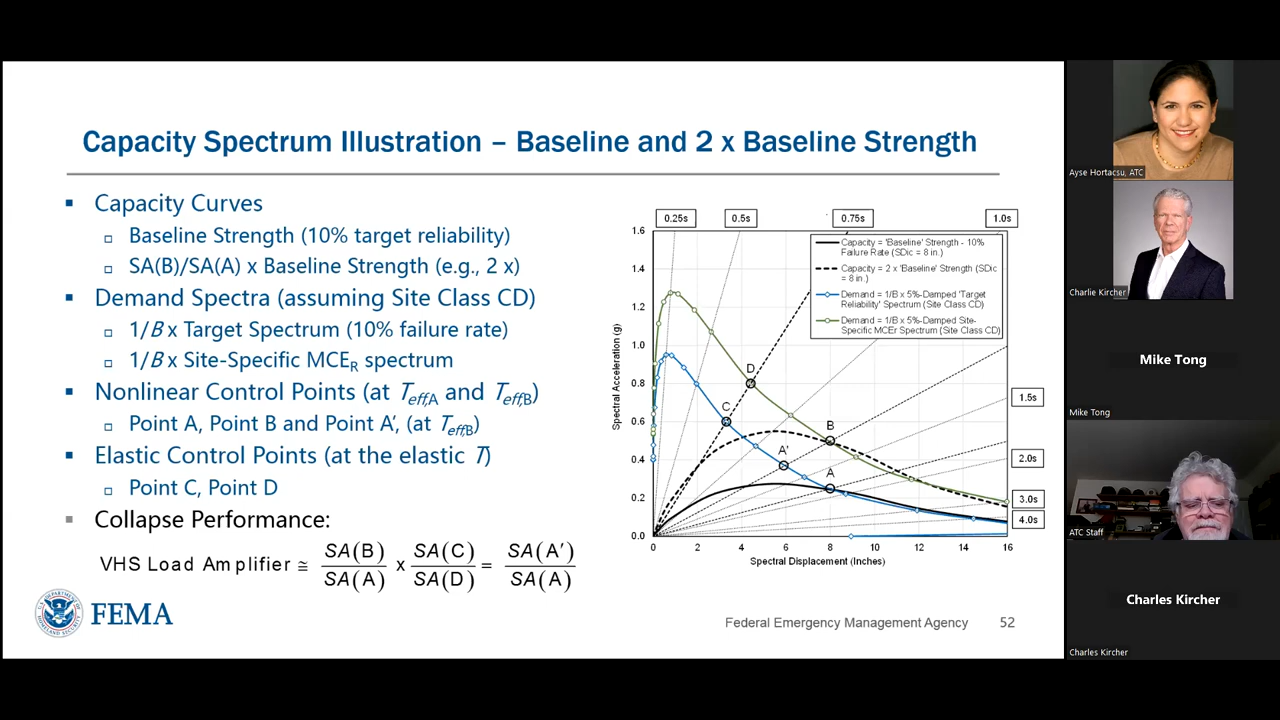 Capacity Spectrum Illustration – Baseline and 2 x Baseline Strength
Capacity Curves
Baseline Strength (10% target reliability)
SA(B)/SA(A) x Baseline Strength (e.g., 2 x)
Demand Spectra (assuming Site Class CD)
1/B x Target Spectrum (10% failure rate)
1/B x Site-Specific MCER spectrum
Nonlinear Control Points (at Teff,A and Teff,B)
Point A, Point B and Point A′, (at Teff,B)
Elastic Control Points (at the elastic T)
Point C, Point D
Collapse Performance:
VHS Load Amplifier ≅ SA(B)/SA(A) x SA(C)/SA(D) = SA(A′)/SA(A)
FEMA
0.25s 0.5s 0.75s 1.0s
Capacity = 'Baseline' Strength - 10%
Failure Rate (SDic = 8 in.)
Capacity = 2 x 'Baseline' Strength (SDic
= 8 in.)
Demand = 1/B x 5%-Damped 'Target
Reliability' Spectrum (Site Class CD)
Demand = 1/B x 5%-Damped Site-
Specific MCEr Spectrum (Site Class CD)
Spectral Acceleration (g)
1.6
1.4
1.2
1.0
0.8
0.6
0.4
0.2
0.0
D
C
B
A'
A
1.5s
2.0s
3.0s
4.0s
0 2 4 6 8 10 12 14 16
Spectral Displacement (Inches)
Federal Emergency Management Agency 52
Ayse Hortacsu, ATC
Charlie Kircher
Mike Tong
Mike Tong
ATC Staff
Charles Kircher
Charles Kircher